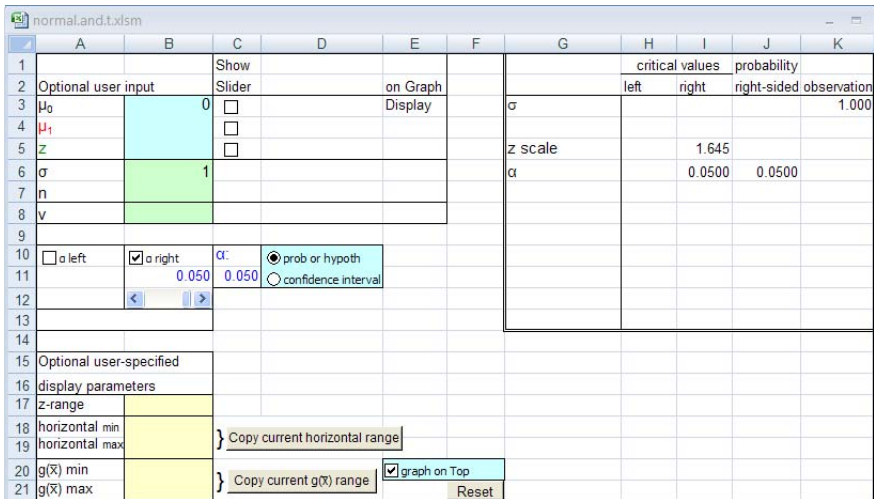 normal.and.t.xlsm
A B C D E F G H I J K
1 Show critical values probability
2 Optional user input Slider on Graph left right right-sided observation
3 μ₀ 0 Display σ 1.000
4 μ₁
5 z z scale 1.645
6 σ 1 α 0.0500 0.0500
7 n
8 ν
9
10 α left α right α: prob or hypoth
11 0.050 0.050 confidence interval
12
13
14
15 Optional user-specified
16 display parameters
17 z-range
18 horizontal min
} Copy current horizontal range
19 horizontal max
20 g(x̅) min graph on Top
} Copy current g(x̅) range
21 g(x̅) max Reset